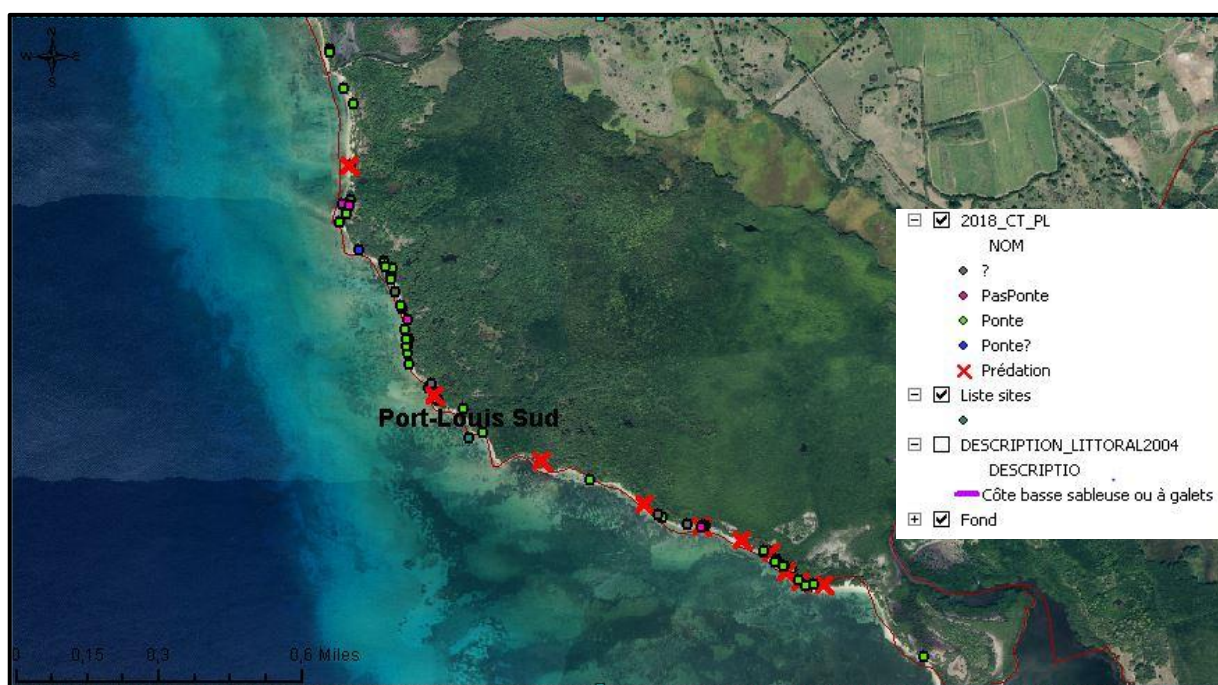 N
W E
S
2018_CT_PL
NOM
?
PasPonte
Ponte
Ponte?
Prédation
Liste sites
DESCRIPTION_LITTORAL2004
DESCRIPTIO
Côte basse sableuse ou à galets
Fond
Port-Louis Sud
0 0,15 0,3 0,6 Miles